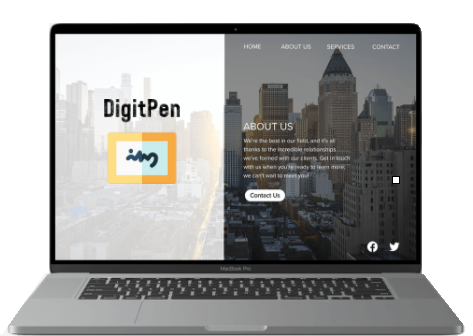 HOME ABOUT US SERVICES CONTACT
DigitPen
ABOUT US
We're the best in our field, and it's all
thanks to the incredible relationships
we've formed with our clients. Get in touch
with us when you're ready to learn more,
we can't wait to meet you!
Contact Us
MacBook Pro